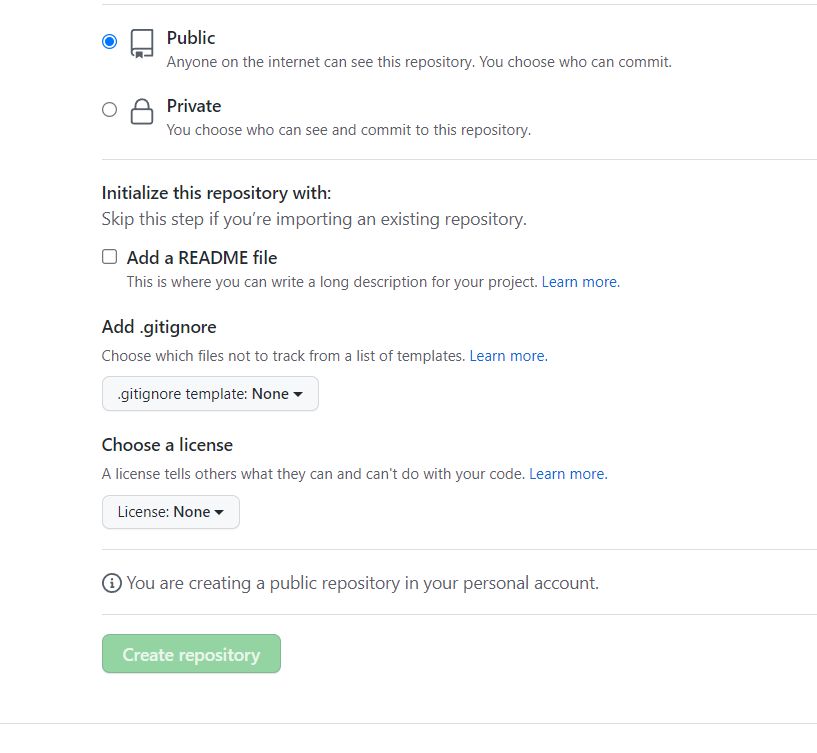 Public
Anyone on the internet can see this repository. You choose who can commit.
Private
You choose who can see and commit to this repository.
Initialize this repository with:
Skip this step if you’re importing an existing repository.
Add a README file
This is where you can write a long description for your project. Learn more.
Add .gitignore
Choose which files not to track from a list of templates. Learn more.
.gitignore template: None
Choose a license
A license tells others what they can and can't do with your code. Learn more.
License: None
You are creating a public repository in your personal account.
Create repository